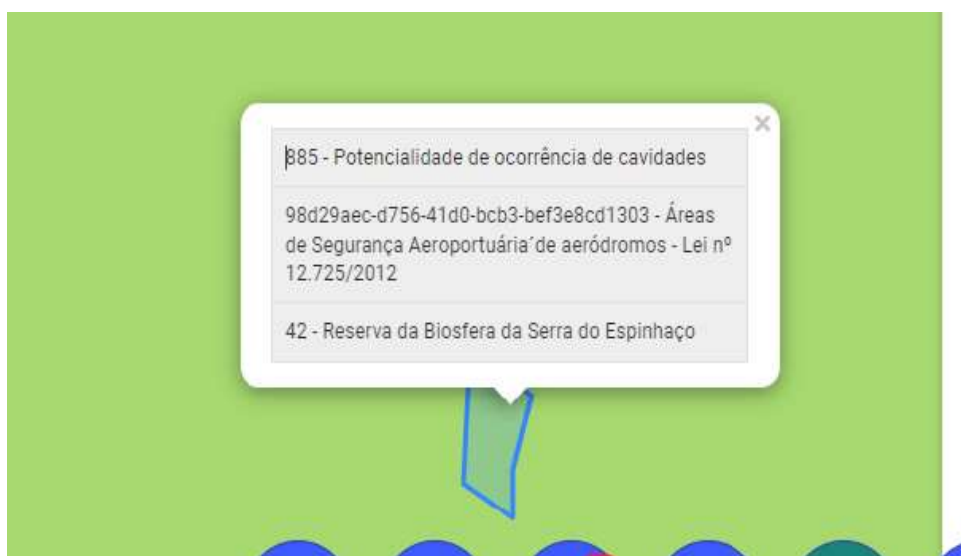 885 - Potencialidade de ocorrência de cavidades
98d29aec-d756-41d0-bcb3-bef3e8cd1303 - Áreas
de Segurança Aeroportuária´de aeródromos - Lei nº
12.725/2012
42 - Reserva da Biosfera da Serra do Espinhaço